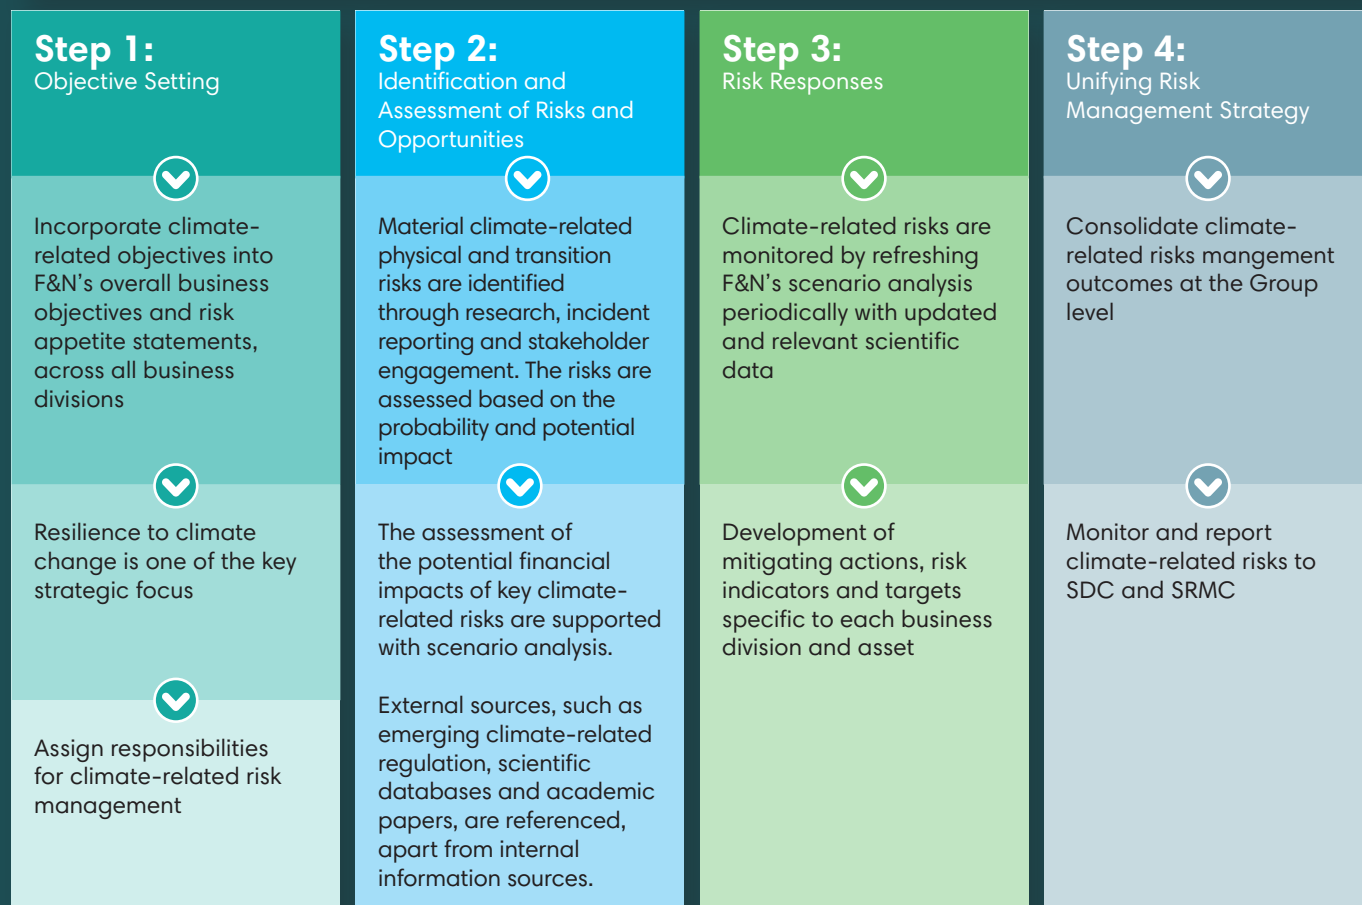 Step 1:
Objective Setting
Incorporate climate-
related objectives into
F&N's overall business
objectives and risk
appetite statements,
across all business
divisions
Resilience to climate
change is one of the key
strategic focus
Assign responsibilities
for climate-related risk
management
Step 2:
Identification and
Assessment of Risks and
Opportunities
Material climate-related
physical and transition
risks are identified
through research, incident
reporting and stakeholder
engagement. The risks are
assessed based on the
probability and potential
impact
The assessment of
the potential financial
impacts of key climate-
related risks are supported
with scenario analysis.
External sources, such as
emerging climate-related
regulation, scientific
databases and academic
papers, are referenced,
apart from internal
information sources.
Step 3:
Risk Responses
Climate-related risks are
monitored by refreshing
F&N's scenario analysis
periodically with updated
and relevant scientific
data
Development of
mitigating actions, risk
indicators and targets
specific to each business
division and asset
Step 4:
Unifying Risk
Management Strategy
Consolidate climate-
related risks mangement
outcomes at the Group
level
Monitor and report
climate-related risks to
SDC and SRMC